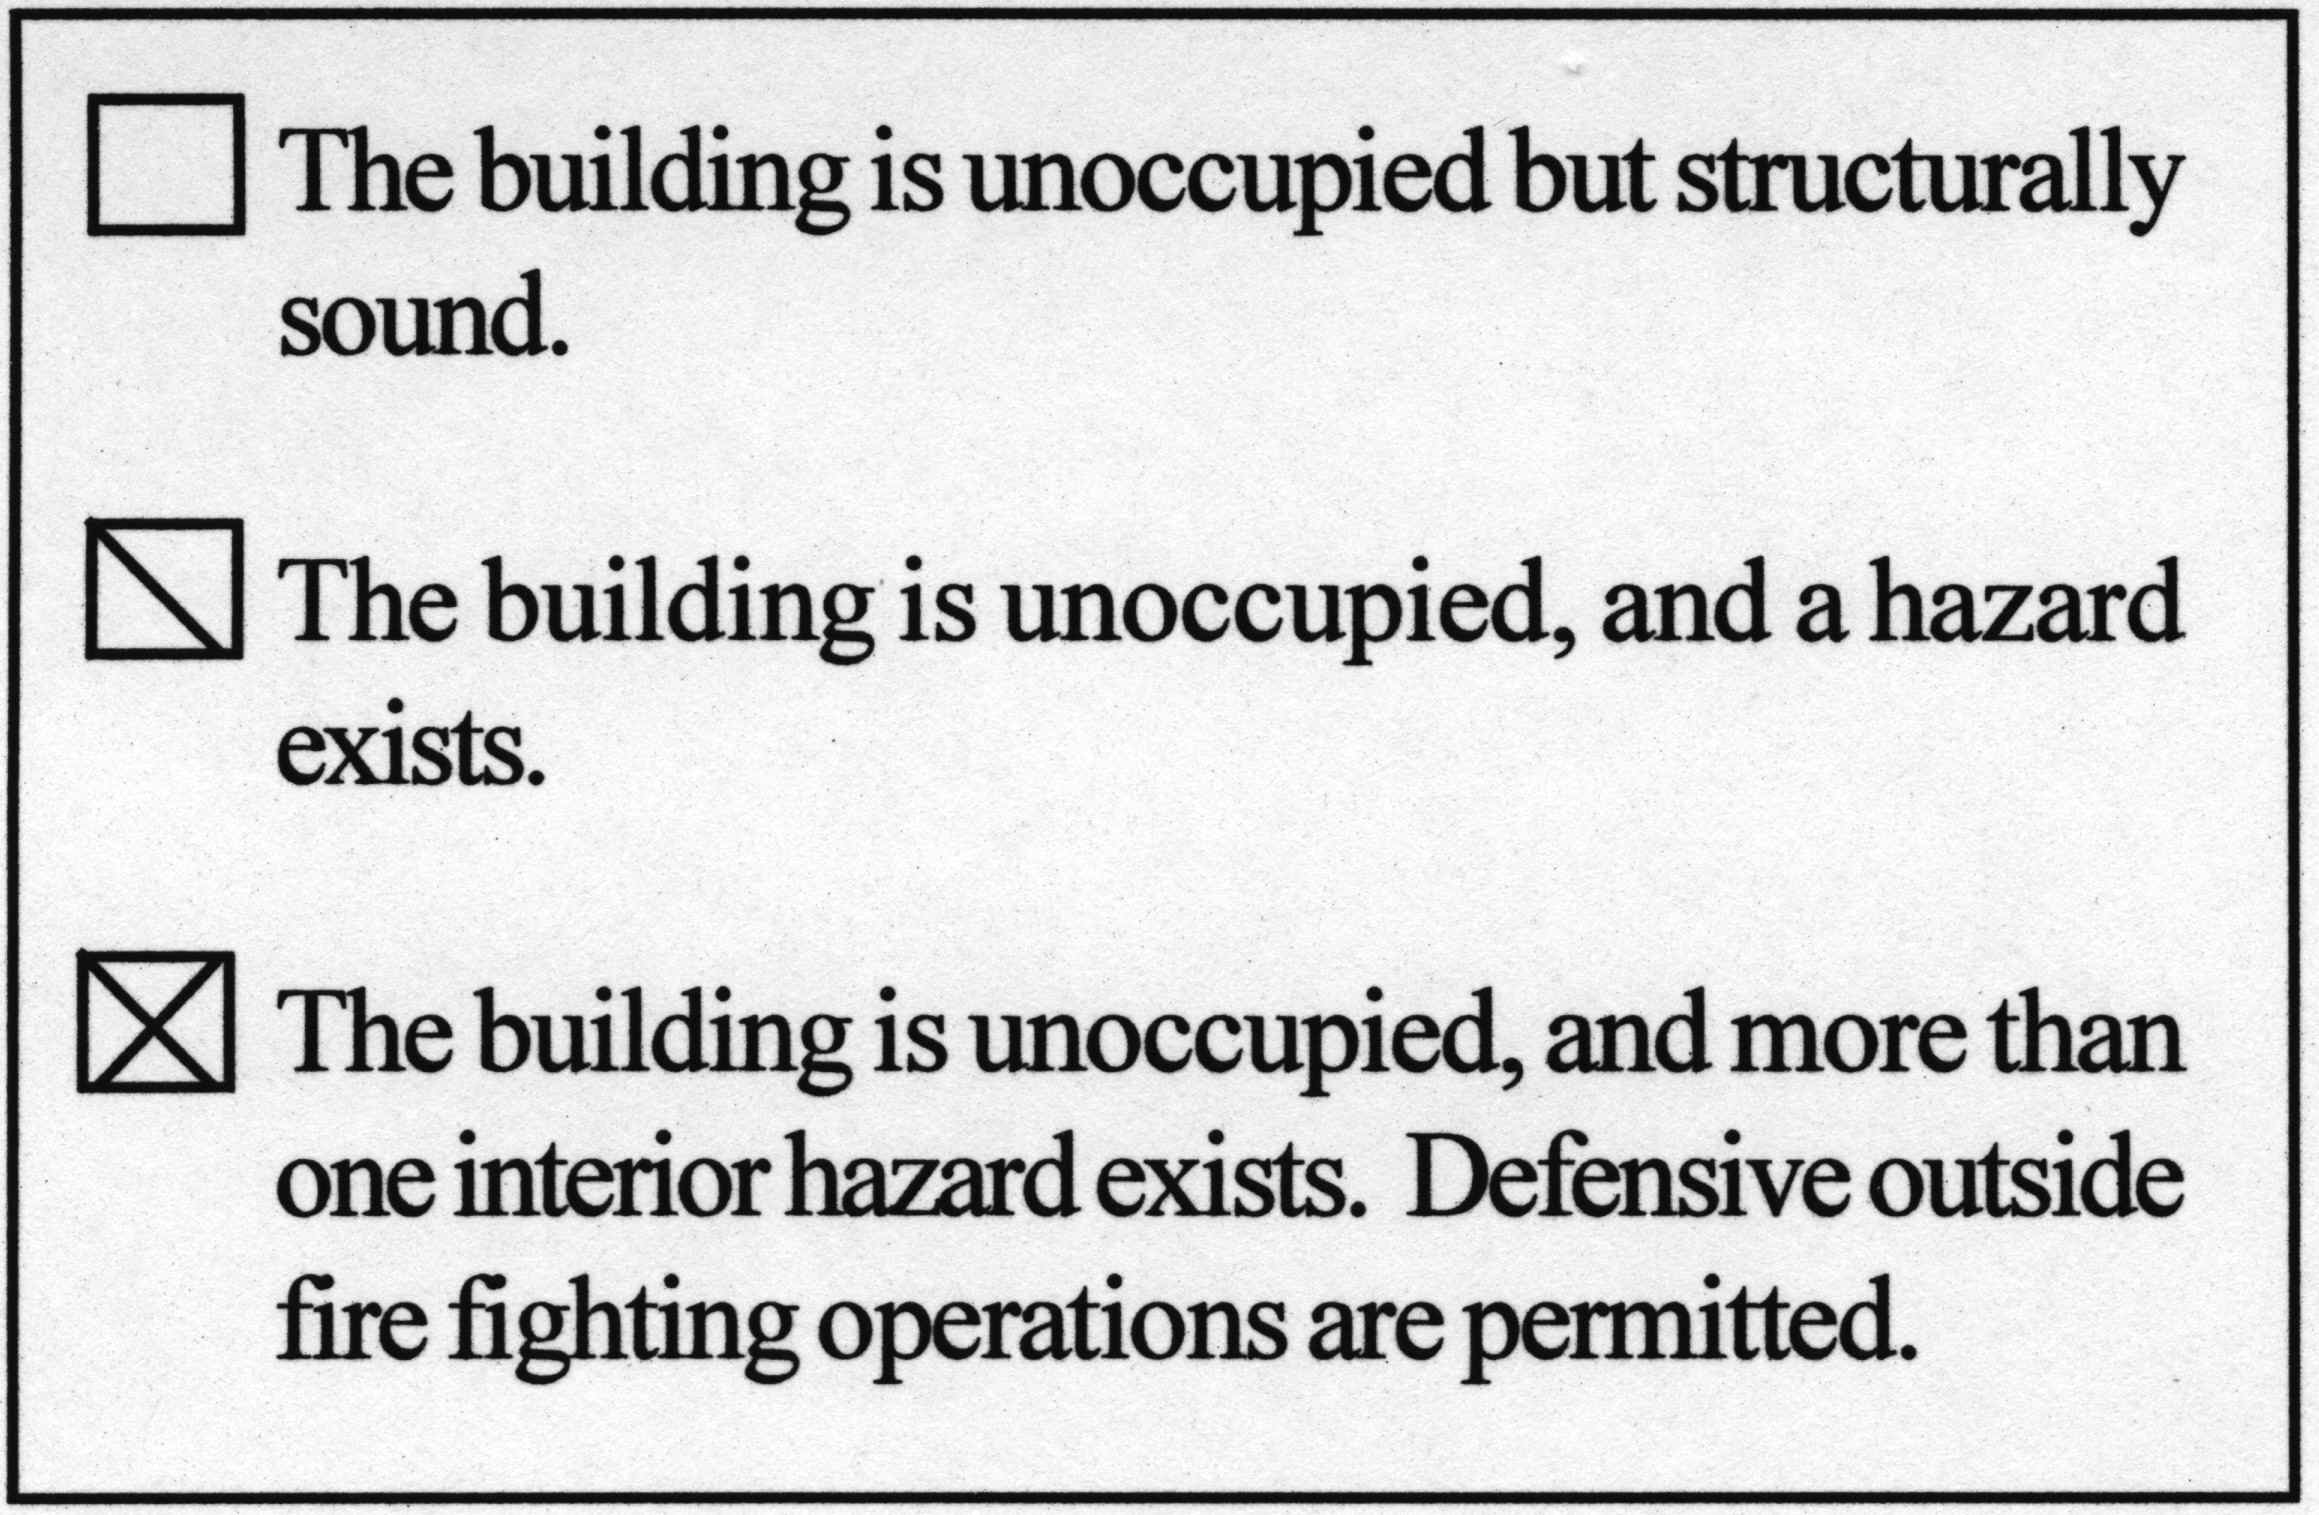 The building is unoccupied but structurally
sound.
The building is unoccupied, and a hazard
exists.
The building is unoccupied, and more than
one interior hazard exists. Defensive outside
fire fighting operations are permitted.